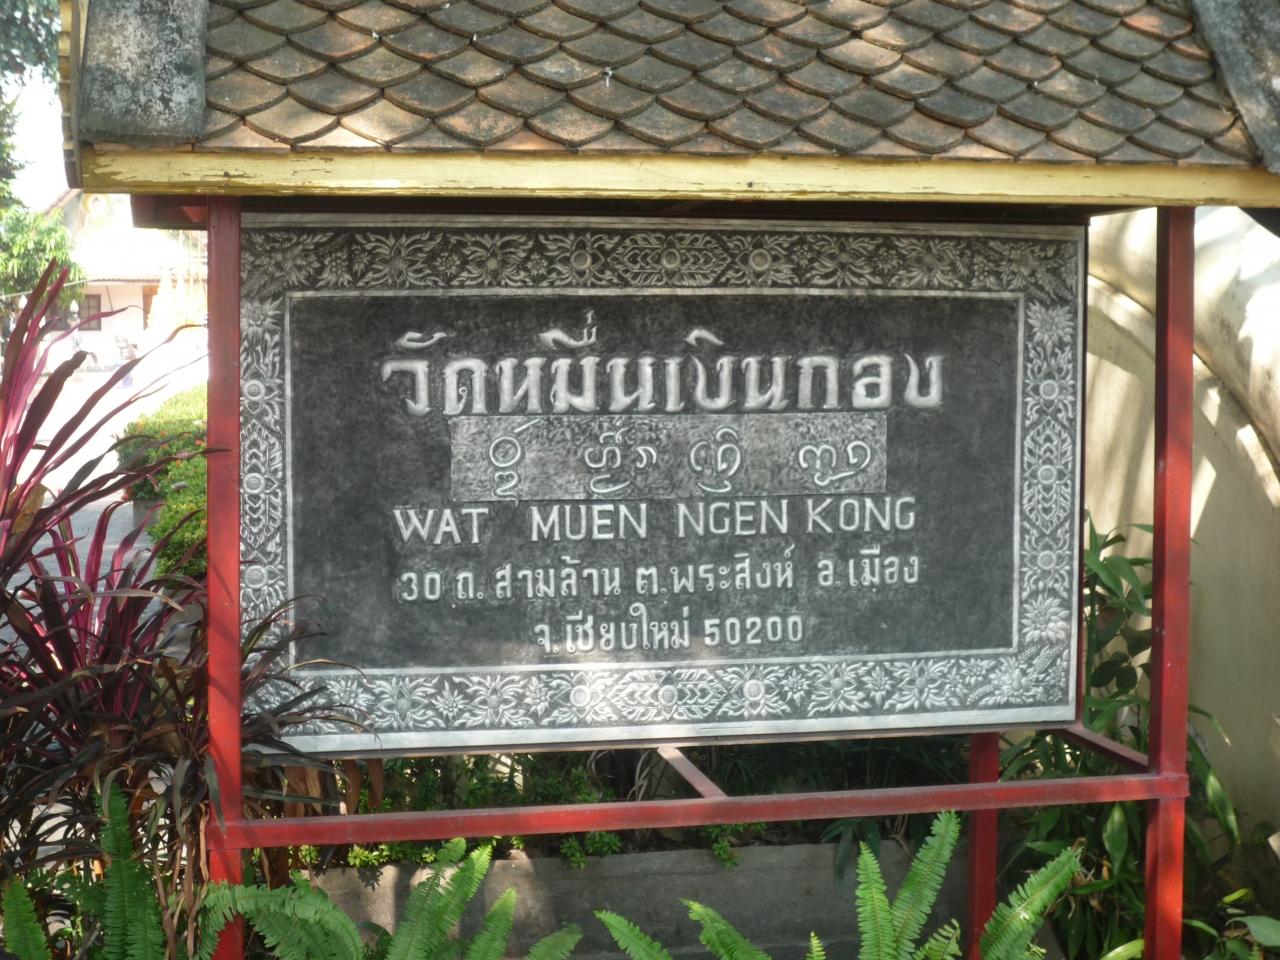 วัดหมื่นเงินกอง
WAT MUEN NGEN KONG
30 ถ. สามล้าน ต.พระสิงห์ อ.เมือง
จ.เชียงใหม่ 50200